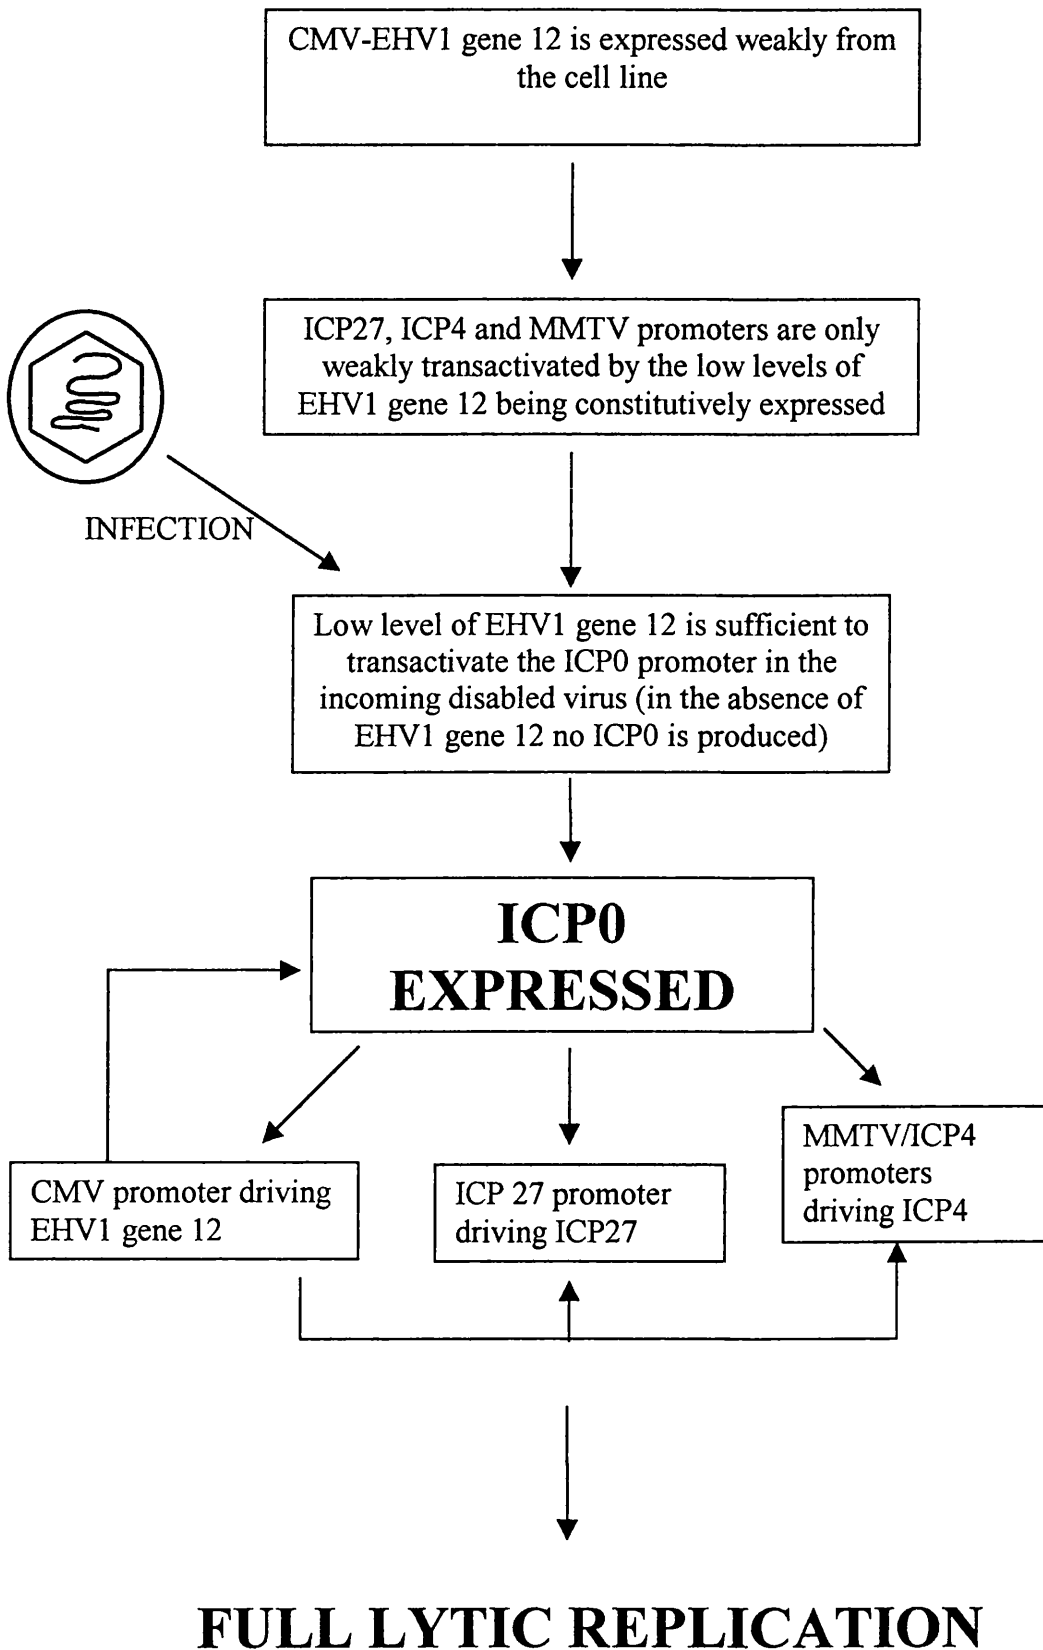 CMV-EHV1 gene 12 is expressed weakly from
the cell line
ICP27, ICP4 and MMTV promoters are only
weakly transactivated by the low levels of
EHV1 gene 12 being constitutively expressed
INFECTION
Low level of EHV1 gene 12 is sufficient to
transactivate the ICP0 promoter in the
incoming disabled virus (in the absence of
EHV1 gene 12 no ICP0 is produced)
ICP0
EXPRESSED
CMV promoter driving
EHV1 gene 12
ICP 27 promoter
driving ICP27
MMTV/ICP4
promoters
driving ICP4
FULL LYTIC REPLICATION